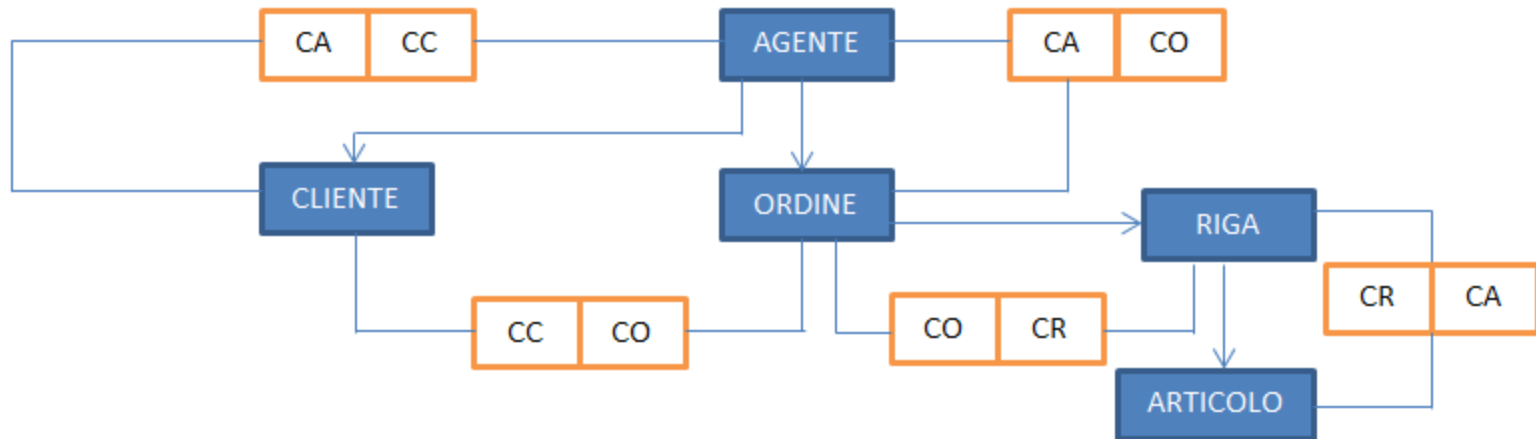 CA CC AGENTE CA CO
CLIENTE ORDINE RIGA
CR CA
CC CO CO CR
ARTICOLO